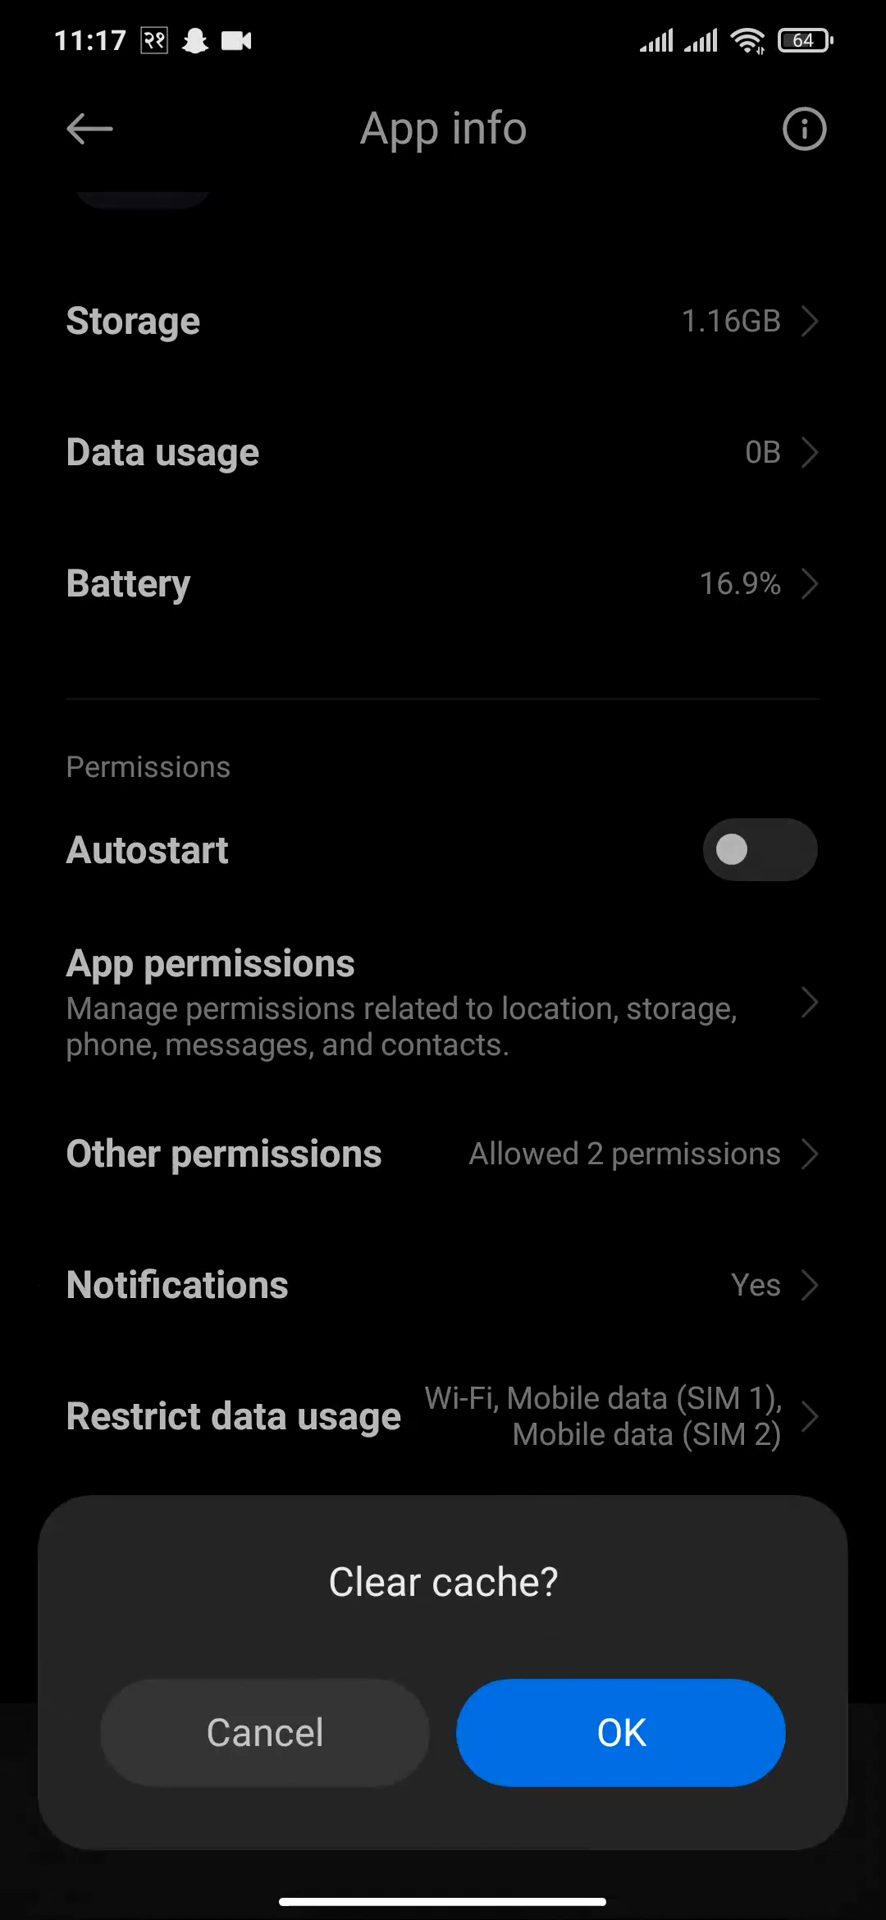 11:17 २१ 64
App info
Storage 1.16GB
Data usage 0B
Battery 16.9%
Permissions
Autostart
App permissions
Manage permissions related to location, storage,
phone, messages, and contacts.
Other permissions Allowed 2 permissions
Notifications Yes
Restrict data usage Wi-Fi, Mobile data (SIM 1),
Mobile data (SIM 2)
Clear cache?
Cancel OK